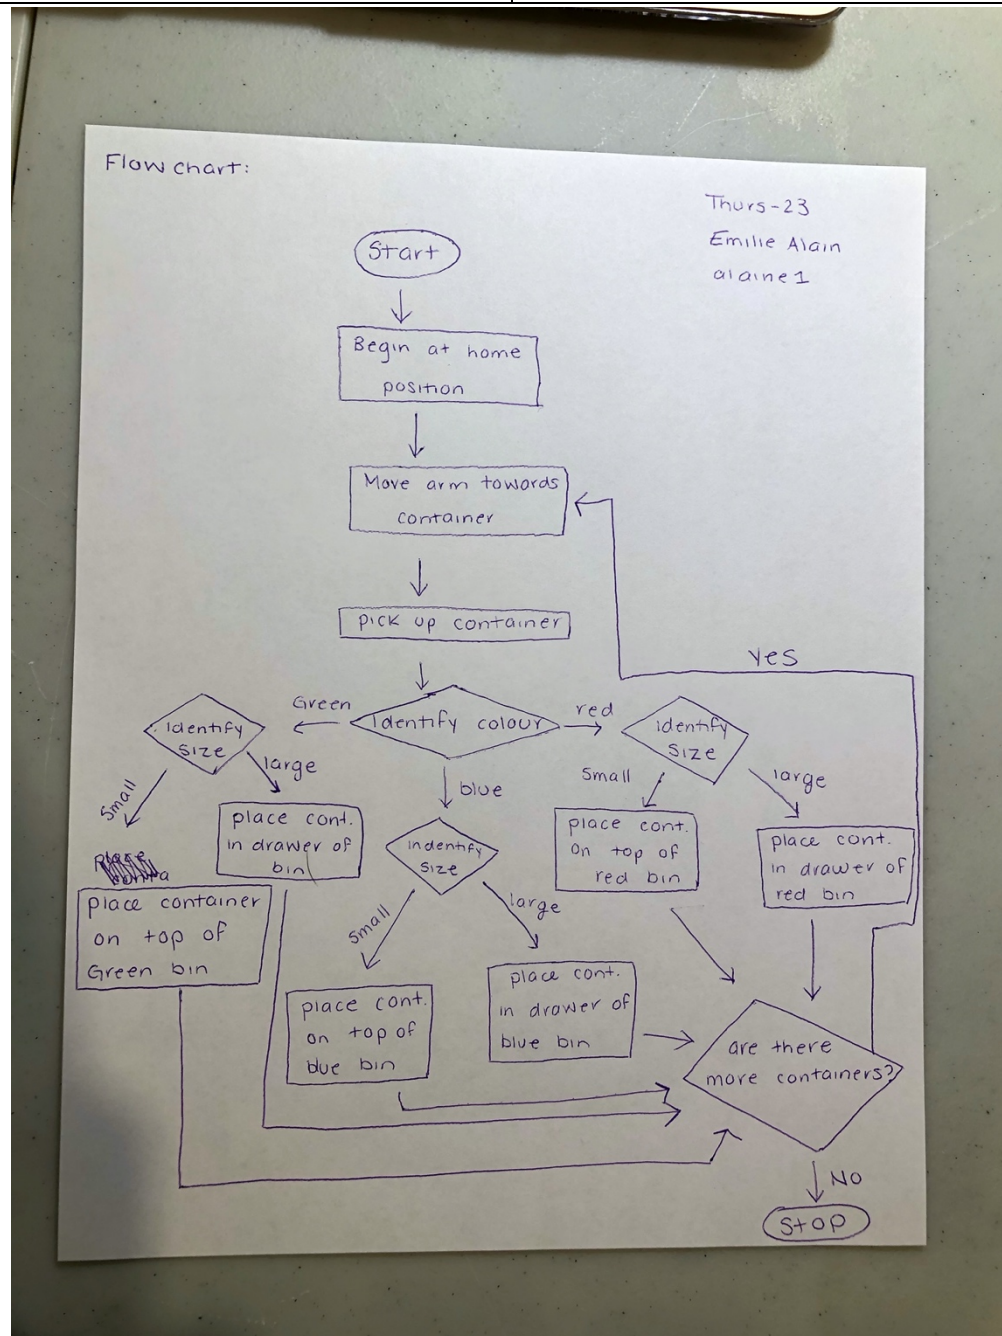 Flow chart:
Thurs-23
Emilie Alain
alaine1
Start
Begin at home
position
Move arm towards
container
pick up container
yes
Identify colour
Green
red
blue
identify
size
small
large
place container
on top of
Green bin
place cont.
in drawer of
bin
indentify
size
small
large
place cont.
on top of
blue bin
place cont.
in drawer of
blue bin
identify
size
small
large
place cont.
on top of
red bin
place cont.
in drawer of
red bin
are there
more containers?
NO
Stop